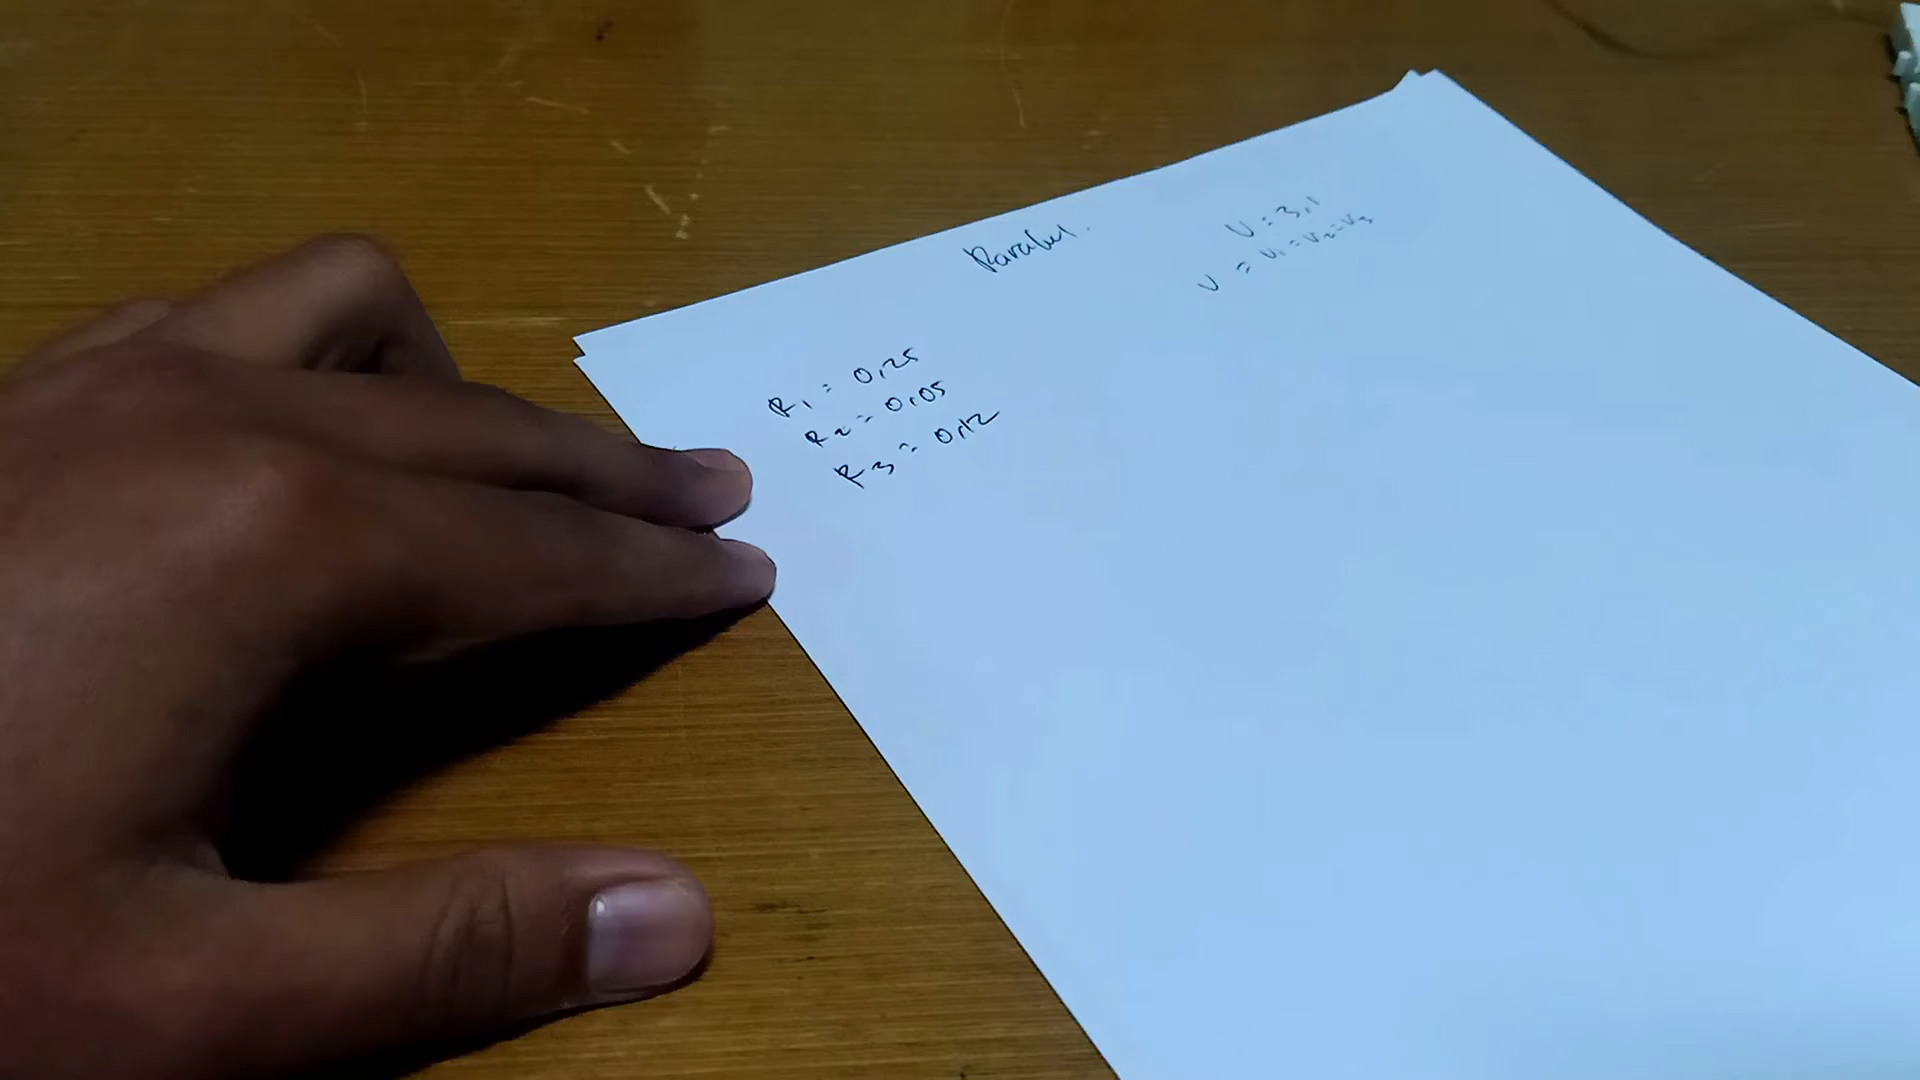 Paralel.
V = 3,1
V = V1 = V2 = V3
R1 = 0,25
R2 = 0,05
R3 = 0,12